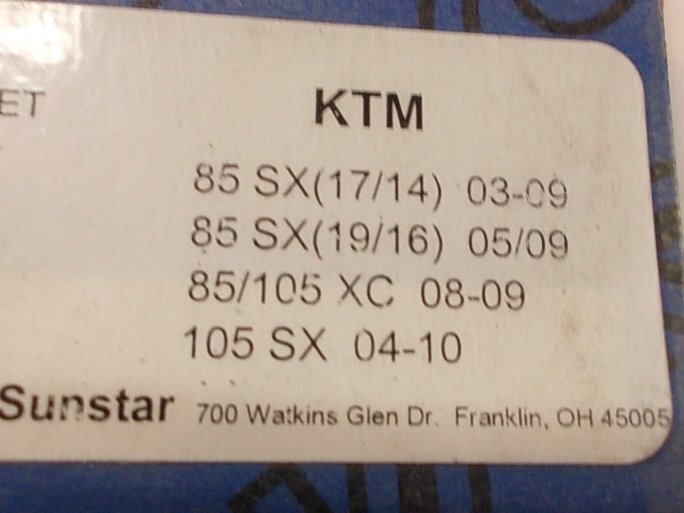 ET
KTM
85 SX(17/14) 03-09
85 SX(19/16) 05/09
85/105 XC 08-09
105 SX 04-10
Sunstar 700 Watkins Glen Dr. Franklin, OH 45005